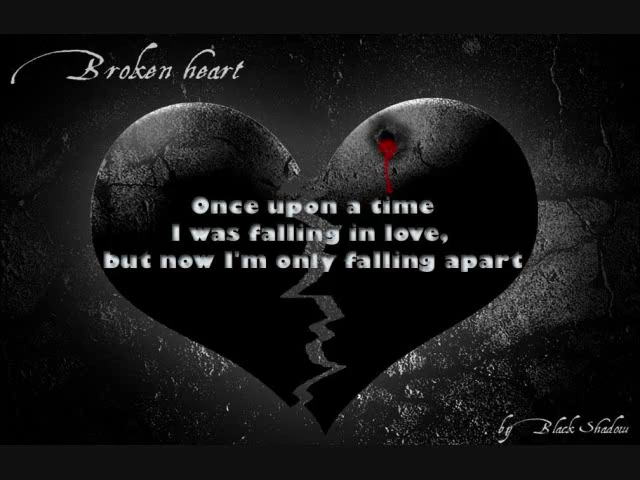 Broken heart
Once upon a time
I was falling in love,
but now I'm only falling apart
by Black Shadow